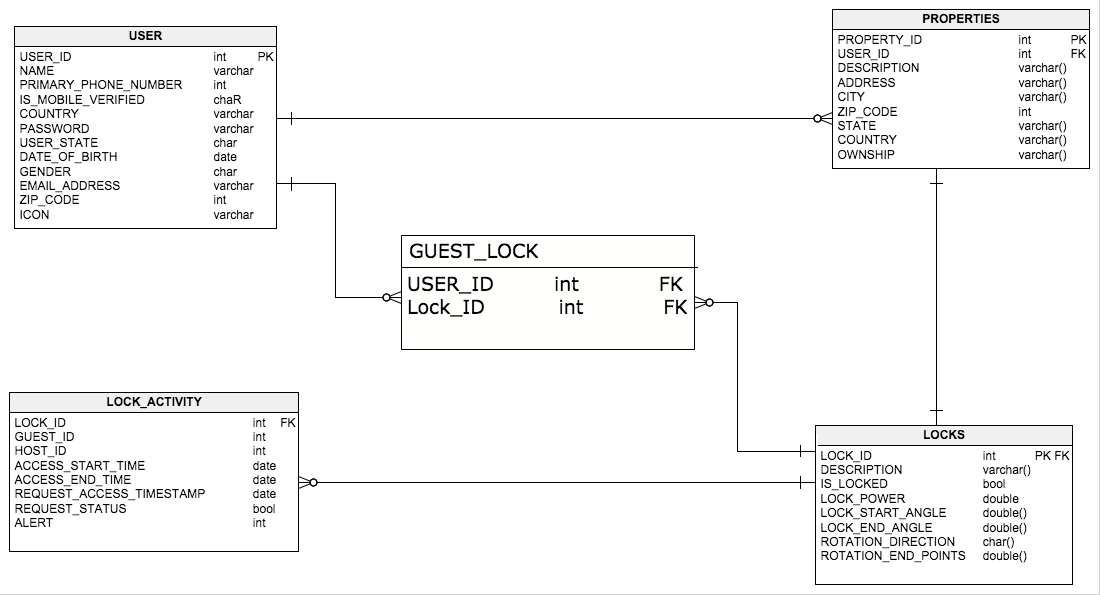 USER
USER_ID int PK
NAME varchar
PRIMARY_PHONE_NUMBER int
IS_MOBILE_VERIFIED chaR
COUNTRY varchar
PASSWORD varchar
USER_STATE char
DATE_OF_BIRTH date
GENDER char
EMAIL_ADDRESS varchar
ZIP_CODE int
ICON varchar
PROPERTIES
PROPERTY_ID int PK
USER_ID int FK
DESCRIPTION varchar()
ADDRESS varchar()
CITY varchar()
ZIP_CODE int
STATE varchar()
COUNTRY varchar()
OWNSHIP varchar()
GUEST_LOCK
USER_ID int FK
Lock_ID int FK
LOCK_ACTIVITY
LOCK_ID int FK
GUEST_ID int
HOST_ID int
ACCESS_START_TIME date
ACCESS_END_TIME date
REQUEST_ACCESS_TIMESTAMP date
REQUEST_STATUS bool
ALERT int
LOCKS
LOCK_ID int PK FK
DESCRIPTION varchar()
IS_LOCKED bool
LOCK_POWER double
LOCK_START_ANGLE double()
LOCK_END_ANGLE double()
ROTATION_DIRECTION char()
ROTATION_END_POINTS double()